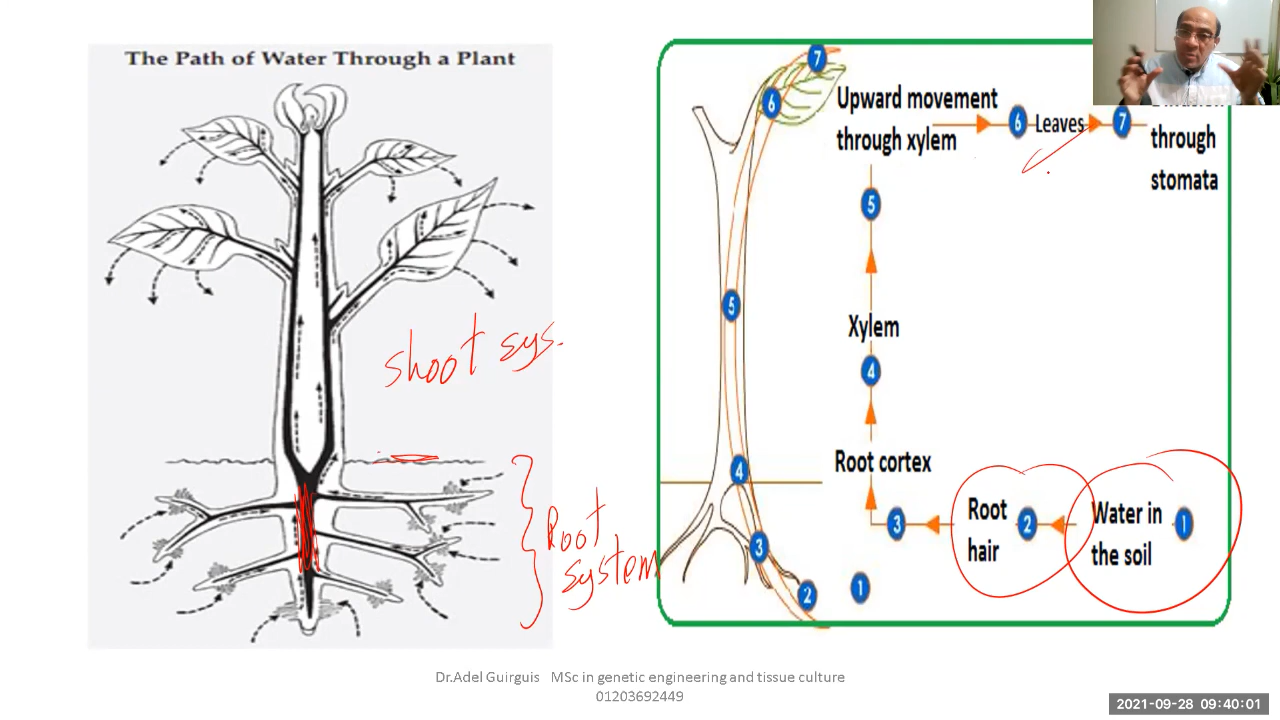 The Path of Water Through a Plant
shoot sys.
Root
system
7
6
5
4
3
2
1
Upward movement
through xylem
6
Leaves
7
through
stomata
5
Xylem
4
Root cortex
3
Root
hair
2
Water in
the soil
1
Dr.Adel Guirguis MSc in genetic engineering and tissue culture
01203692449
2021-09-28 09:40:01